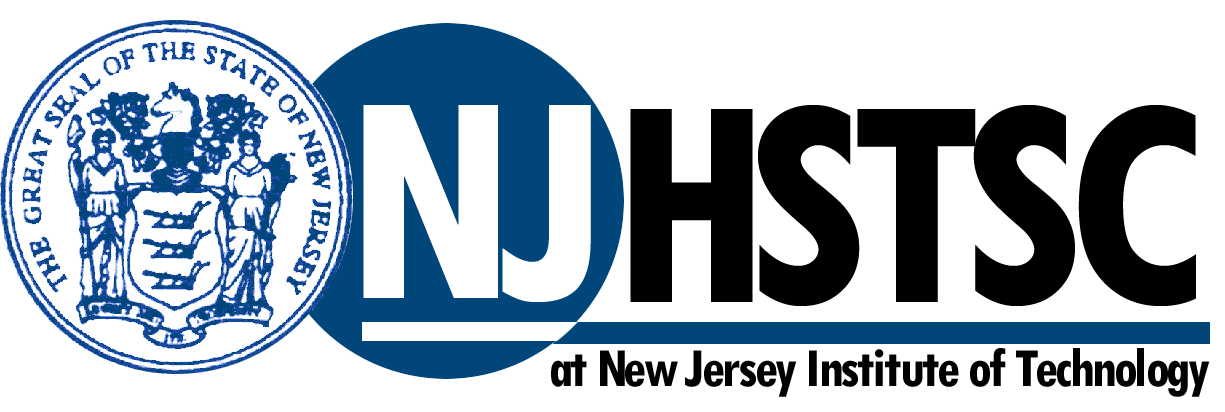 THE GREAT SEAL OF THE STATE OF NEW JERSEY
NJHSTSC
at New Jersey Institute of Technology